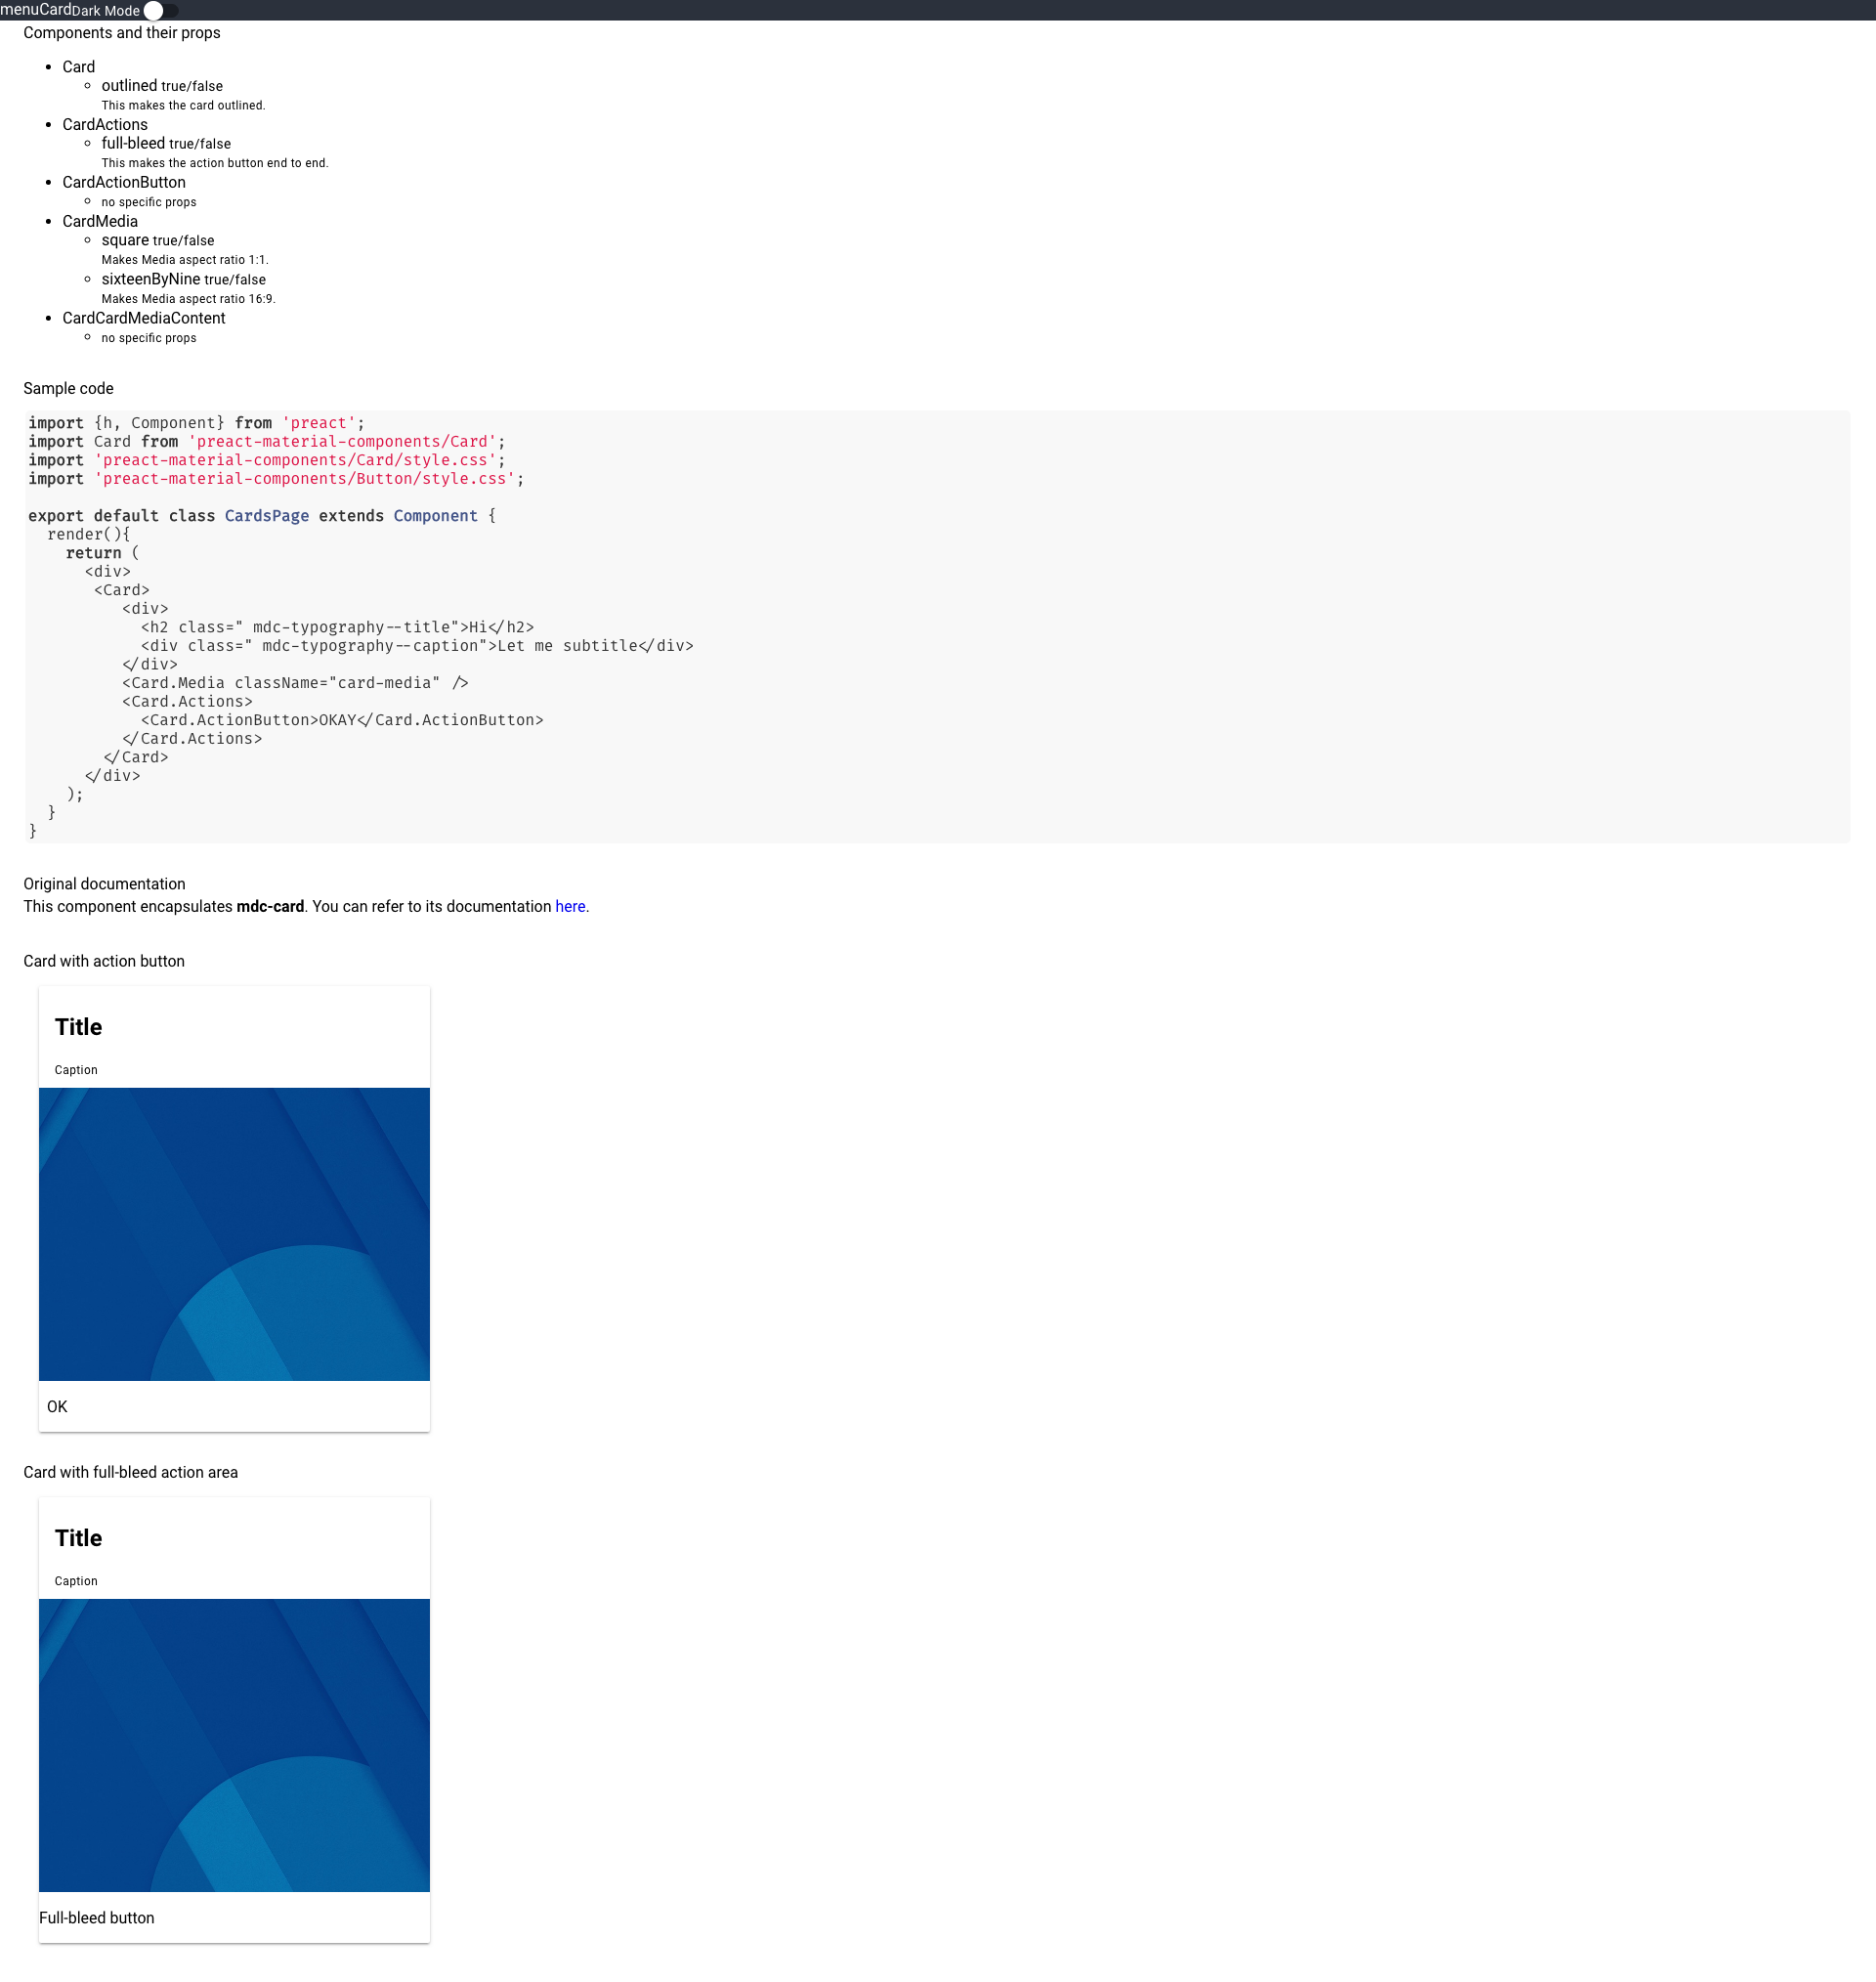 menuCardDark Mode
Components and their props
Card
outlined true/false
This makes the card outlined.
CardActions
full-bleed true/false
This makes the action button end to end.
CardActionButton
no specific props
CardMedia
square true/false
Makes Media aspect ratio 1:1.
sixteenByNine true/false
Makes Media aspect ratio 16:9.
CardCardMediaContent
no specific props
Sample code
import {h, Component} from 'preact';
import Card from 'preact-material-components/Card';
import 'preact-material-components/Card/style.css';
import 'preact-material-components/Button/style.css';
export default class CardsPage extends Component {
render(){
return (
<div>
<Card>
<div>
<h2 class=" mdc-typography--title">Hi</h2>
<div class=" mdc-typography--caption">Let me subtitle</div>
</div>
<Card.Media className="card-media" />
<Card.Actions>
<Card.ActionButton>OKAY</Card.ActionButton>
</Card.Actions>
</Card>
</div>
);
}
}
Original documentation
This component encapsulates mdc-card. You can refer to its documentation here.
Card with action button
Title
Caption
OK
Card with full-bleed action area
Title
Caption
Full-bleed button